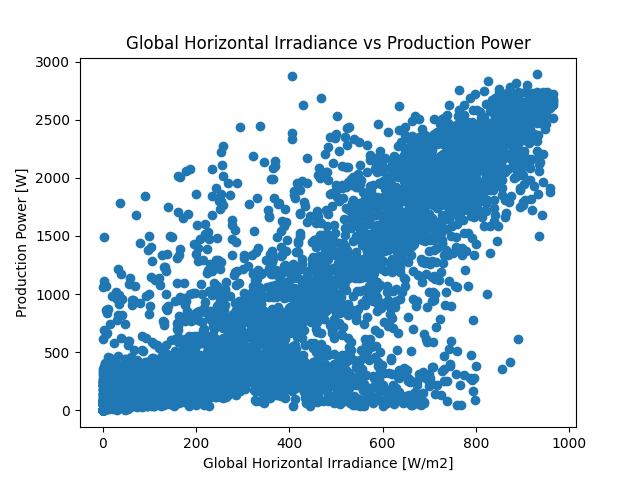 Global Horizontal Irradiance vs Production Power
3000
2500
2000
1500
1000
500
0
Production Power [W]
0 200 400 600 800 1000
Global Horizontal Irradiance [W/m2]